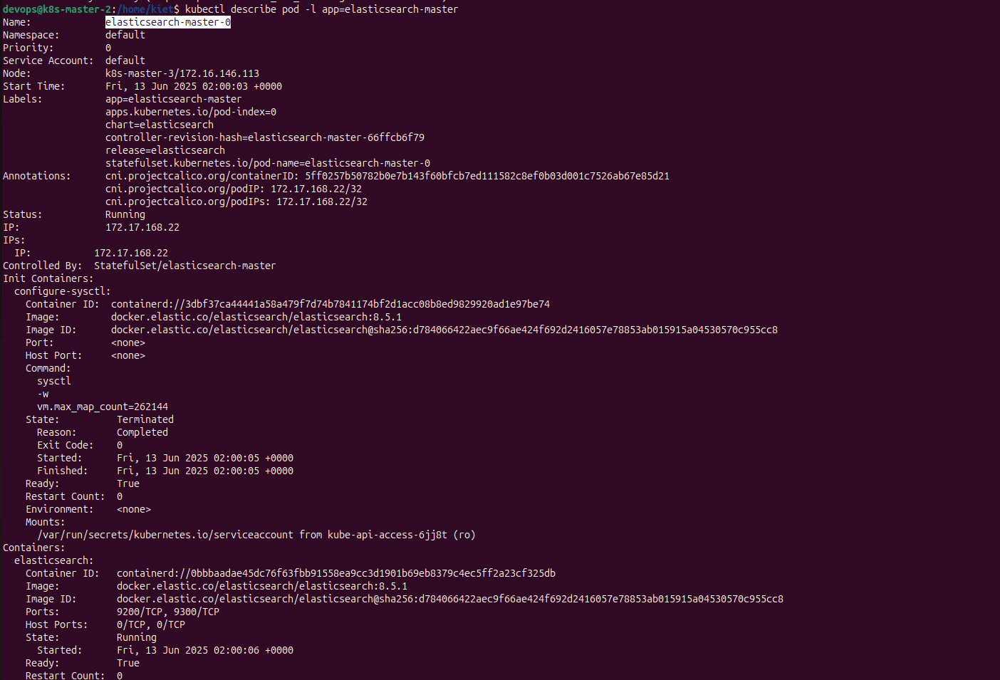 devops@k8s-master-2:/home/kiet$ kubectl describe pod -l app=elasticsearch-master
Name:             elasticsearch-master-0
Namespace:        default
Priority:         0
Service Account:  default
Node:             k8s-master-3/172.16.146.113
Start Time:       Fri, 13 Jun 2025 02:00:03 +0000
Labels:           app=elasticsearch-master
                  apps.kubernetes.io/pod-index=0
                  chart=elasticsearch
                  controller-revision-hash=elasticsearch-master-66ffcb6f79
                  release=elasticsearch
                  statefulset.kubernetes.io/pod-name=elasticsearch-master-0
Annotations:      cni.projectcalico.org/containerID: 5ff0257b50782b0e7b143f60bfcb7ed111582c8ef0b03d001c7526ab67e85d21
                  cni.projectcalico.org/podIP: 172.17.168.22/32
                  cni.projectcalico.org/podIPs: 172.17.168.22/32
Status:           Running
IP:               172.17.168.22
IPs:
  IP:           172.17.168.22
Controlled By:  StatefulSet/elasticsearch-master
Init Containers:
  configure-sysctl:
    Container ID:  containerd://3dbf37ca44441a58a479f7d74b7841174bf2d1acc08b8ed9829920ad1e97be74
    Image:         docker.elastic.co/elasticsearch/elasticsearch:8.5.1
    Image ID:      docker.elastic.co/elasticsearch/elasticsearch@sha256:d784066422aec9f66ae424f692d2416057e78853ab015915a04530570c955cc8
    Port:          <none>
    Host Port:     <none>
    Command:
      sysctl
      -w
      vm.max_map_count=262144
    State:          Terminated
      Reason:       Completed
      Exit Code:    0
      Started:      Fri, 13 Jun 2025 02:00:05 +0000
      Finished:     Fri, 13 Jun 2025 02:00:05 +0000
    Ready:          True
    Restart Count:  0
    Environment:    <none>
    Mounts:
      /var/run/secrets/kubernetes.io/serviceaccount from kube-api-access-6jj8t (ro)
Containers:
  elasticsearch:
    Container ID:   containerd://0bbbaadae45dc76f63fbb91558ea9cc3d1901b69eb8379c4ec5ff2a23cf325db
    Image:          docker.elastic.co/elasticsearch/elasticsearch:8.5.1
    Image ID:       docker.elastic.co/elasticsearch/elasticsearch@sha256:d784066422aec9f66ae424f692d2416057e78853ab015915a04530570c955cc8
    Ports:          9200/TCP, 9300/TCP
    Host Ports:     0/TCP, 0/TCP
    State:          Running
      Started:      Fri, 13 Jun 2025 02:00:06 +0000
    Ready:          True
    Restart Count:  0